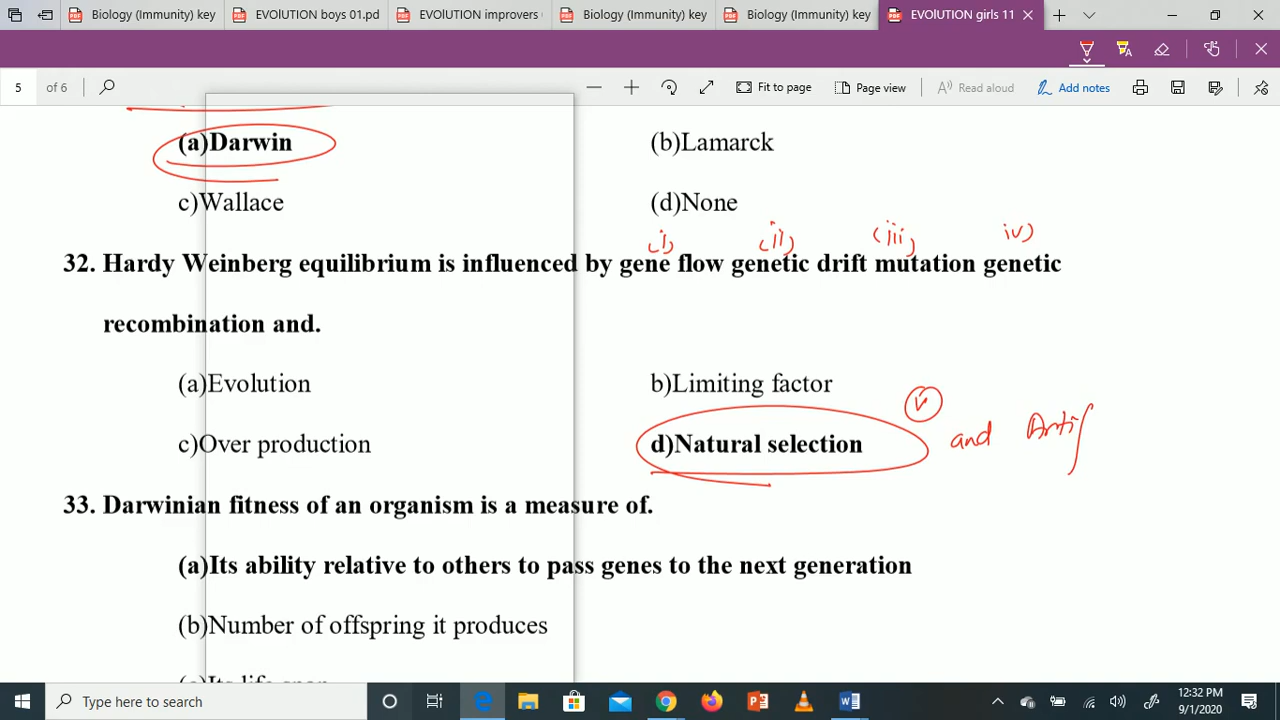 Biology (Immunity) key
EVOlUTION boys 01.pd
EVOlUTION improvers
Biology (Immunity) key
Biology (Immunity) key
EVOlUTION girls 11
5 of 6
Fit to page
Page view
Read aloud
Add notes
(a)Darwin (b)Lamarck
c)Wallace (d)None
(i) (ii) (iii) iv)
32. Hardy Weinberg equilibrium is influenced by gene flow genetic drift mutation genetic
recombination and.
(a)Evolution b)Limiting factor
c)Over production d)Natural selection v and Artif
33. Darwinian fitness of an organism is a measure of.
(a)Its ability relative to others to pass genes to the next generation
(b)Number of offspring it produces
Type here to search
12:32 PM
9/1/2020